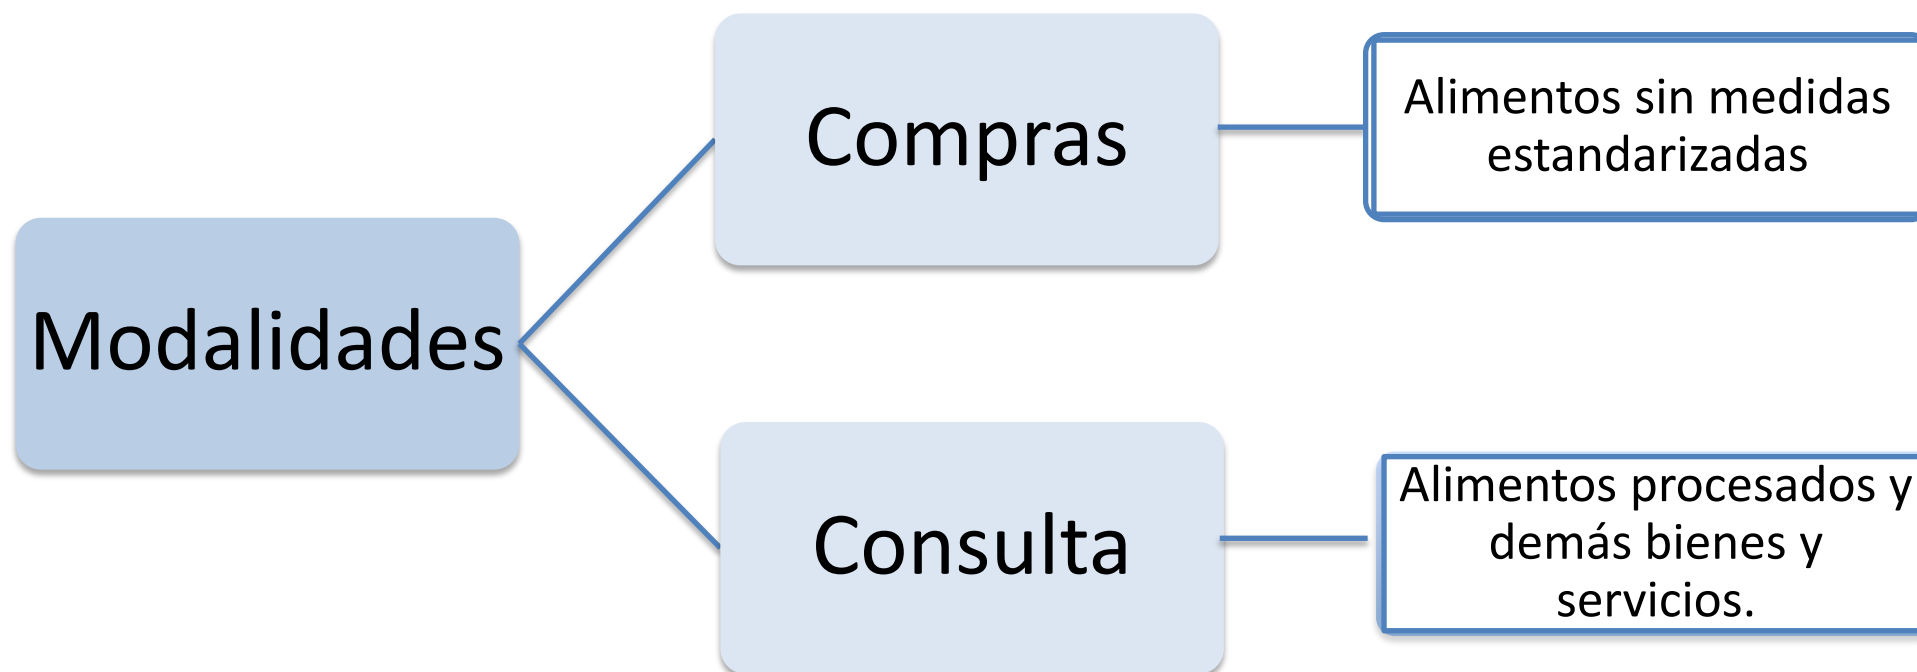 Modalidades
Compras
Alimentos sin medidas
estandarizadas
Consulta
Alimentos procesados y
demás bienes y
servicios.